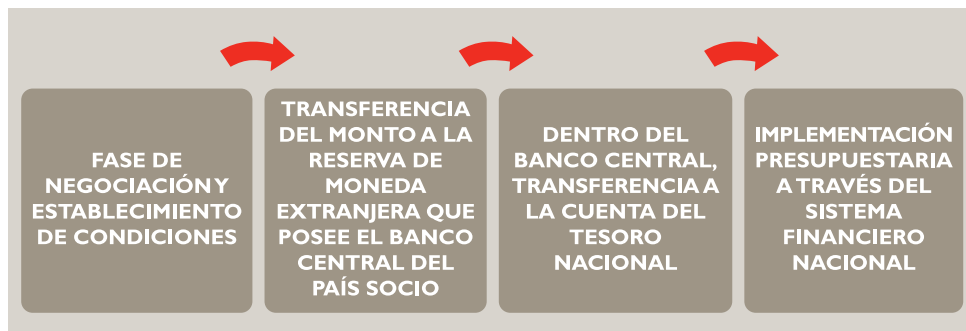 FASE DE
NEGOCIACIÓN Y
ESTABLECIMIENTO
DE CONDICIONES
TRANSFERENCIA
DEL MONTO A LA
RESERVA DE
MONEDA
EXTRANJERA QUE
POSEE EL BANCO
CENTRAL DEL
PAÍS SOCIO
DENTRO DEL
BANCO CENTRAL,
TRANSFERENCIA A
LA CUENTA DEL
TESORO
NACIONAL
IMPLEMENTACIÓN
PRESUPUESTARIA
A TRAVÉS DEL
SISTEMA
FINANCIERO
NACIONAL